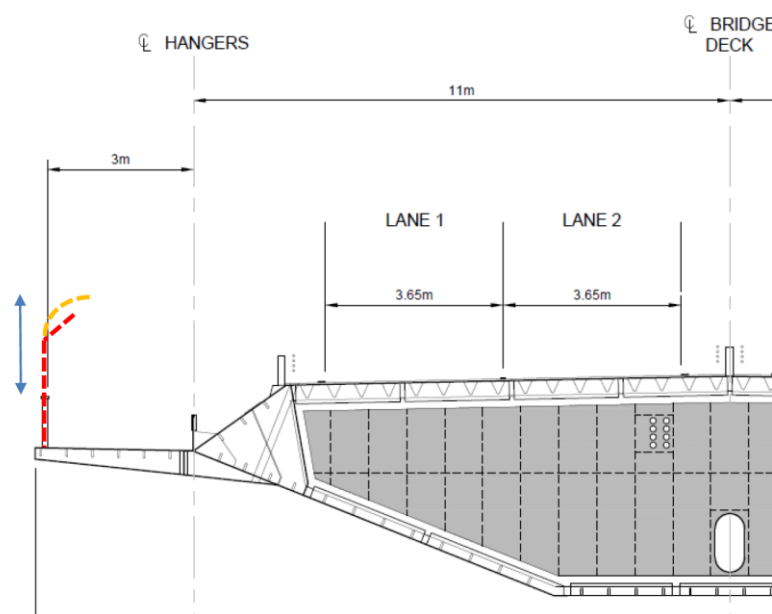 ℄ BRIDGE
DECK
℄ HANGERS
11m
3m
LANE 1
LANE 2
3.65m
3.65m